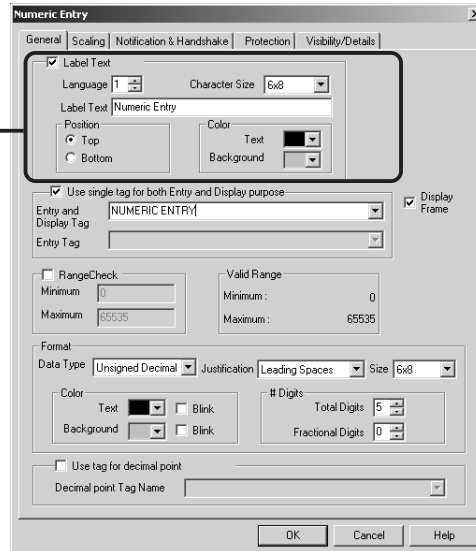 Numeric Entry
General Scaling Notification & Handshake Protection Visibility/Details
Label Text
Language 1 Character Size 6x8
Label Text Numeric Entry
Position Color
Top Text
Bottom Background
Use single tag for both Entry and Display purpose
Display Frame
Entry and Display Tag NUMERIC ENTRY
Entry Tag
RangeCheck Valid Range
Minimum 0 Minimum : 0
Maximum 65535 Maximum : 65535
Format
Data Type Unsigned Decimal Justification Leading Spaces Size 6x8
Color # Digits
Text Blink Total Digits 5
Background Blink Fractional Digits 0
Use tag for decimal point
Decimal point Tag Name
OK Cancel Help